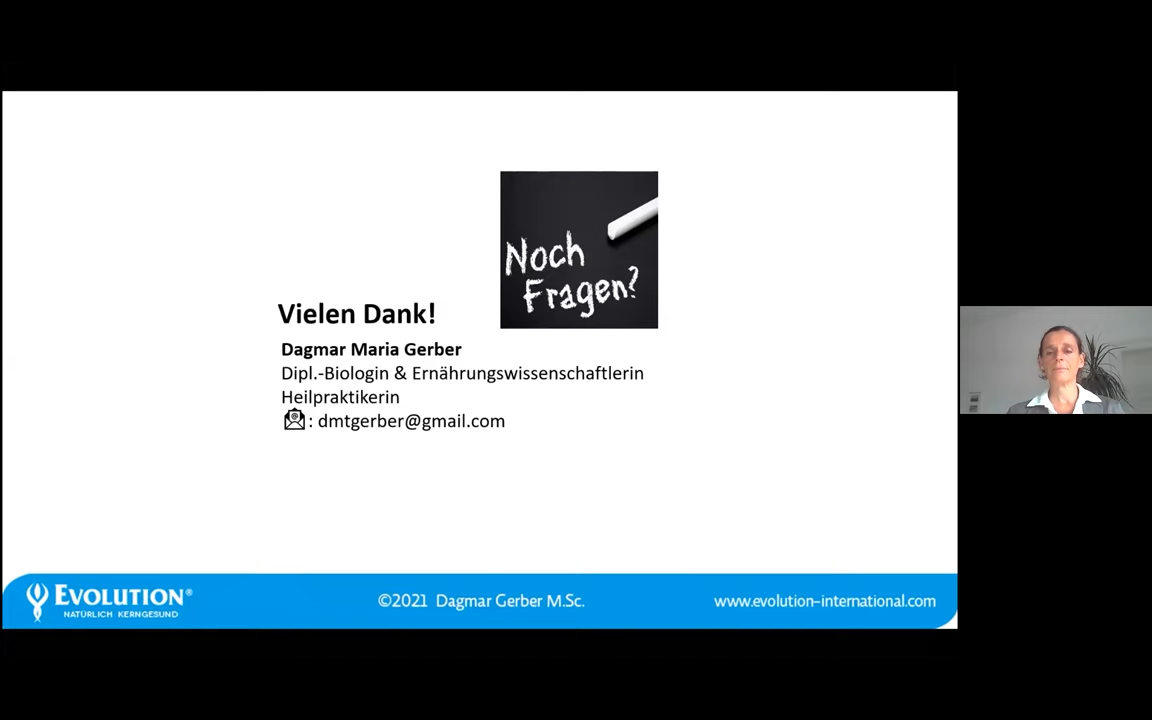 Noch
Fragen?
Vielen Dank!
Dagmar Maria Gerber
Dipl.-Biologin & Ernährungswissenschaftlerin
Heilpraktikerin
: dmtgerber@gmail.com
EVOLUTION®
NATÜRLICH KERNGESUND
©2021 Dagmar Gerber M.Sc.
www.evolution-international.com